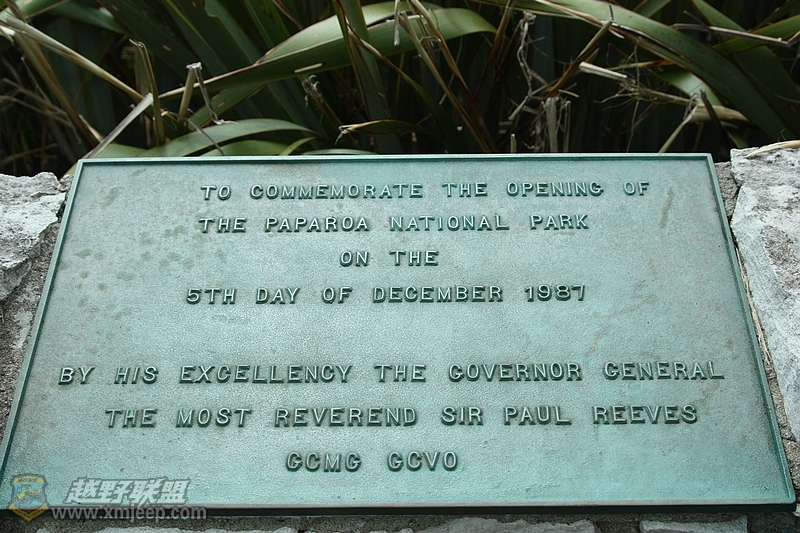 TO COMMEMORATE THE OPENING OF
THE PAPAROA NATIONAL PARK
ON THE
5TH DAY OF DECEMBER 1987
BY HIS EXCELLENCY THE GOVERNOR GENERAL
THE MOST REVEREND SIR PAUL REEVES
GCMG GCVO
越野联盟
www.xmjeep.com